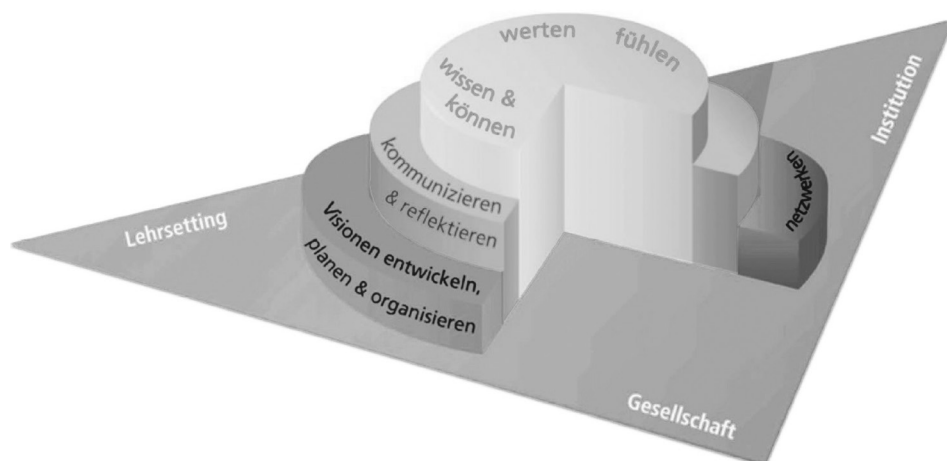 werten
fühlen
wissen &
können
kommunizieren
& reflektieren
Visionen entwickeln,
planen & organisieren
netzwerken
Lehrsetting
Institution
Gesellschaft